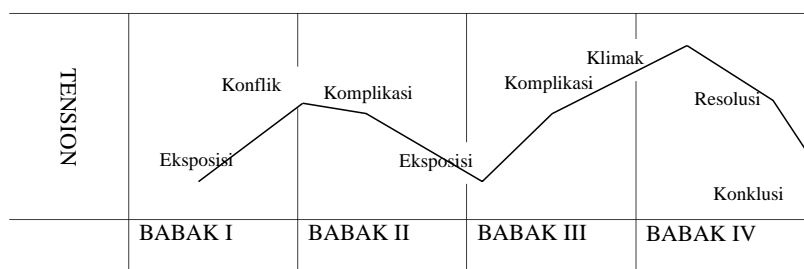 TENSION
Klimak
Konflik
Komplikasi
Komplikasi
Resolusi
Eksposisi
Eksposisi
Konklusi
BABAK I
BABAK II
BABAK III
BABAK IV